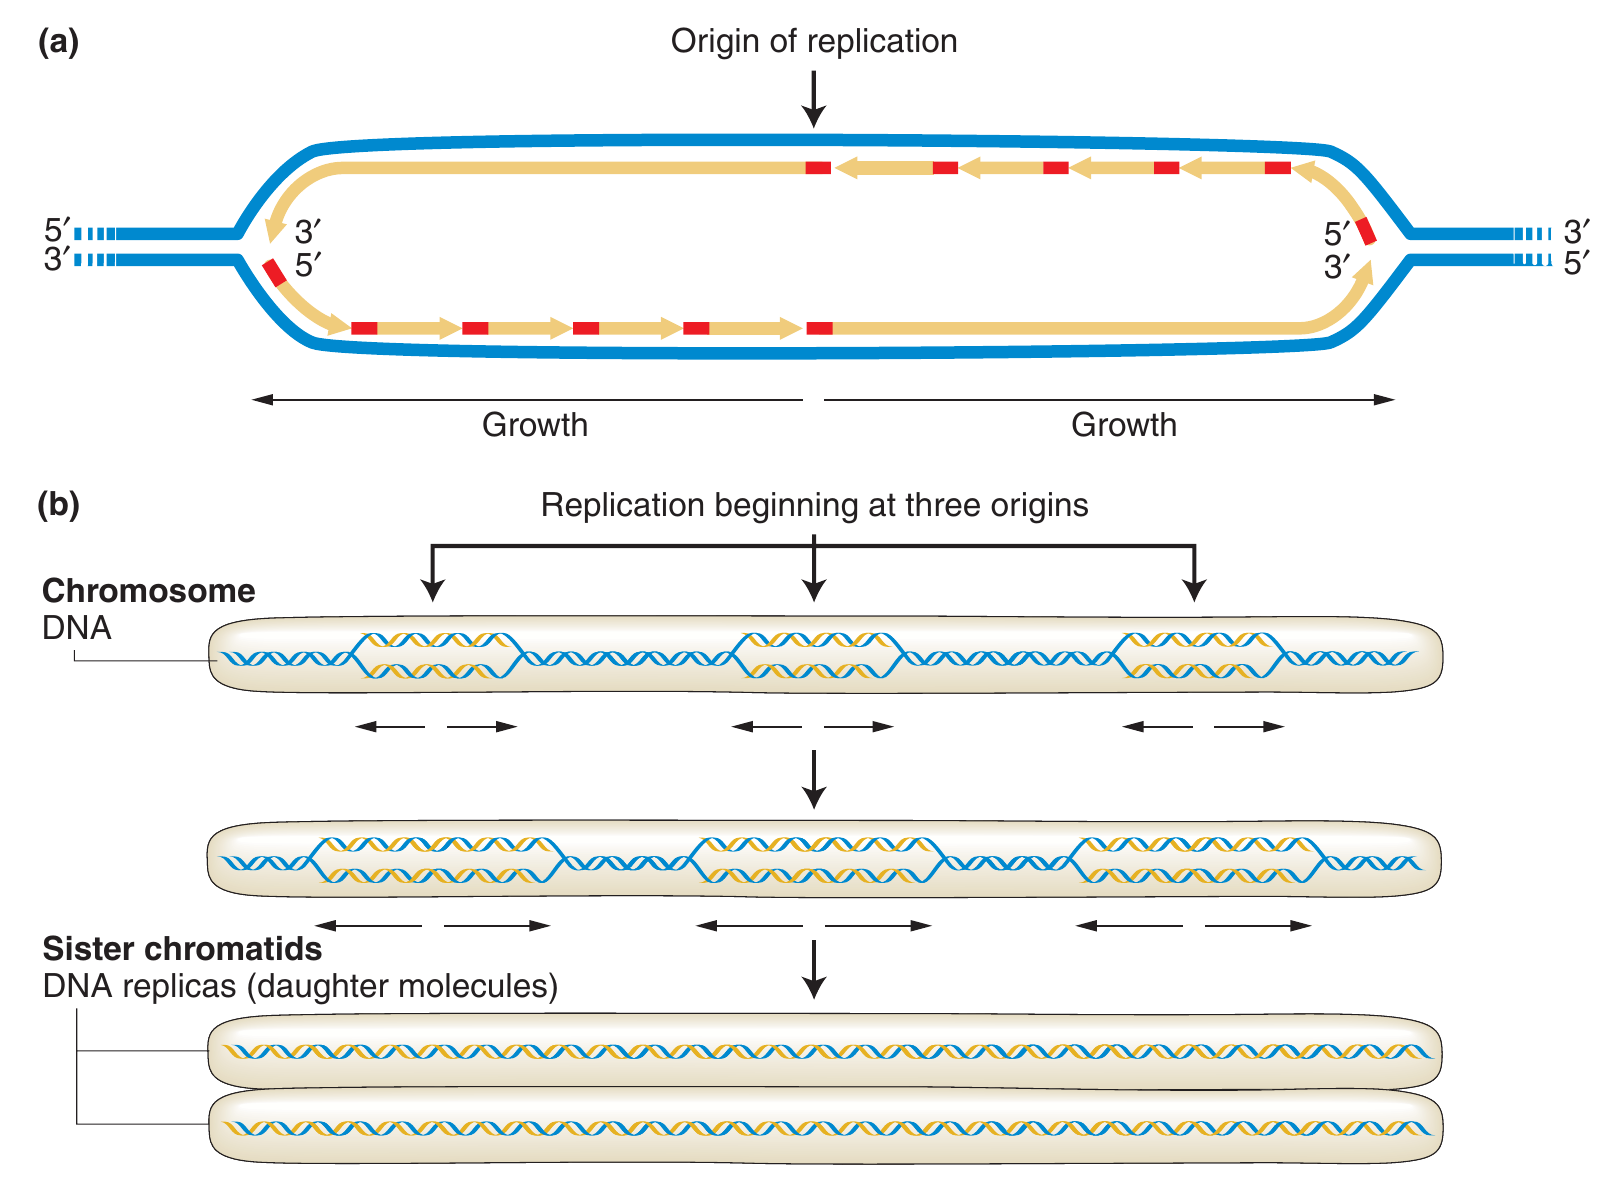 (a)
Origin of replication
5′
3′
3′
5′
5′
3′
3′
5′
Growth
Growth
(b)
Replication beginning at three origins
Chromosome
DNA
Sister chromatids
DNA replicas (daughter molecules)